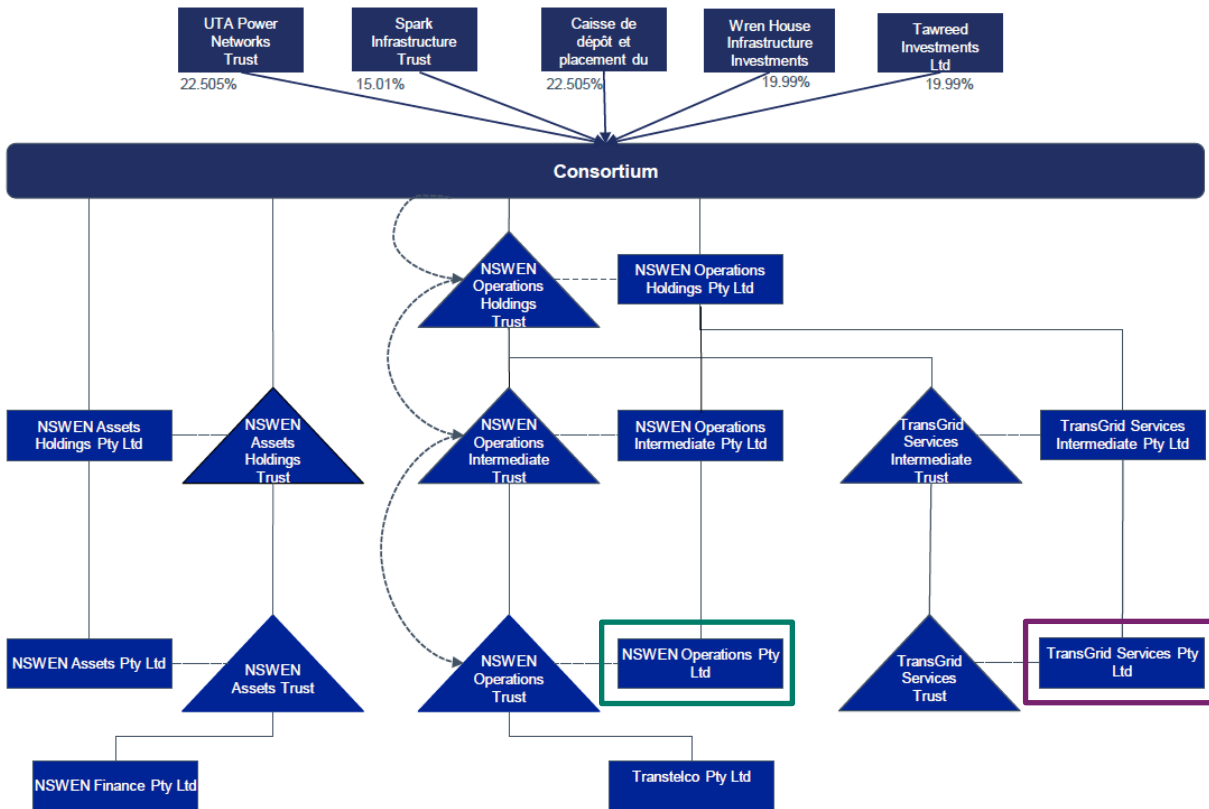 UTA Power
Networks
Trust
Spark
Infrastructure
Trust
Caisse de
dépôt et
placement du
Wren House
Infrastructure
Investments
Tawreed
Investments
Ltd
22.505%
15.01%
22.505%
19.99%
19.99%
Consortium
NSWEN
Operations
Holdings
Trust
NSWEN Operations
Holdings Pty Ltd
NSWEN Assets
Holdings Pty Ltd
NSWEN
Assets
Holdings
Trust
NSWEN
Operations
Intermediate
Trust
NSWEN Operations
Intermediate Pty Ltd
TransGrid
Services
Intermediate
Trust
TransGrid Services
Intermediate Pty Ltd
NSWEN Assets Pty Ltd
NSWEN
Assets Trust
NSWEN
Operations
Trust
NSWEN Operations Pty
Ltd
TransGrid
Services
Trust
TransGrid Services Pty
Ltd
NSWEN Finance Pty Ltd
Transtelco Pty Ltd